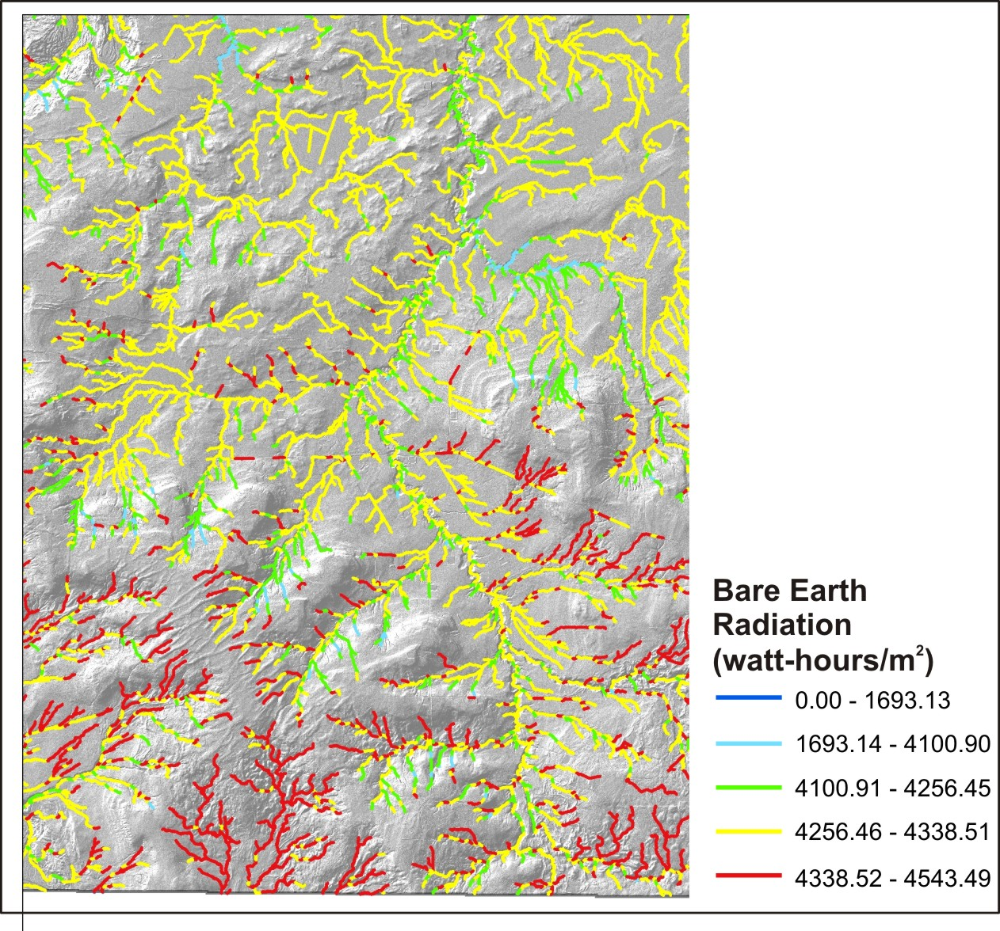 Bare Earth
Radiation
(watt-hours/m²)
0.00 - 1693.13
1693.14 - 4100.90
4100.91 - 4256.45
4256.46 - 4338.51
4338.52 - 4543.49